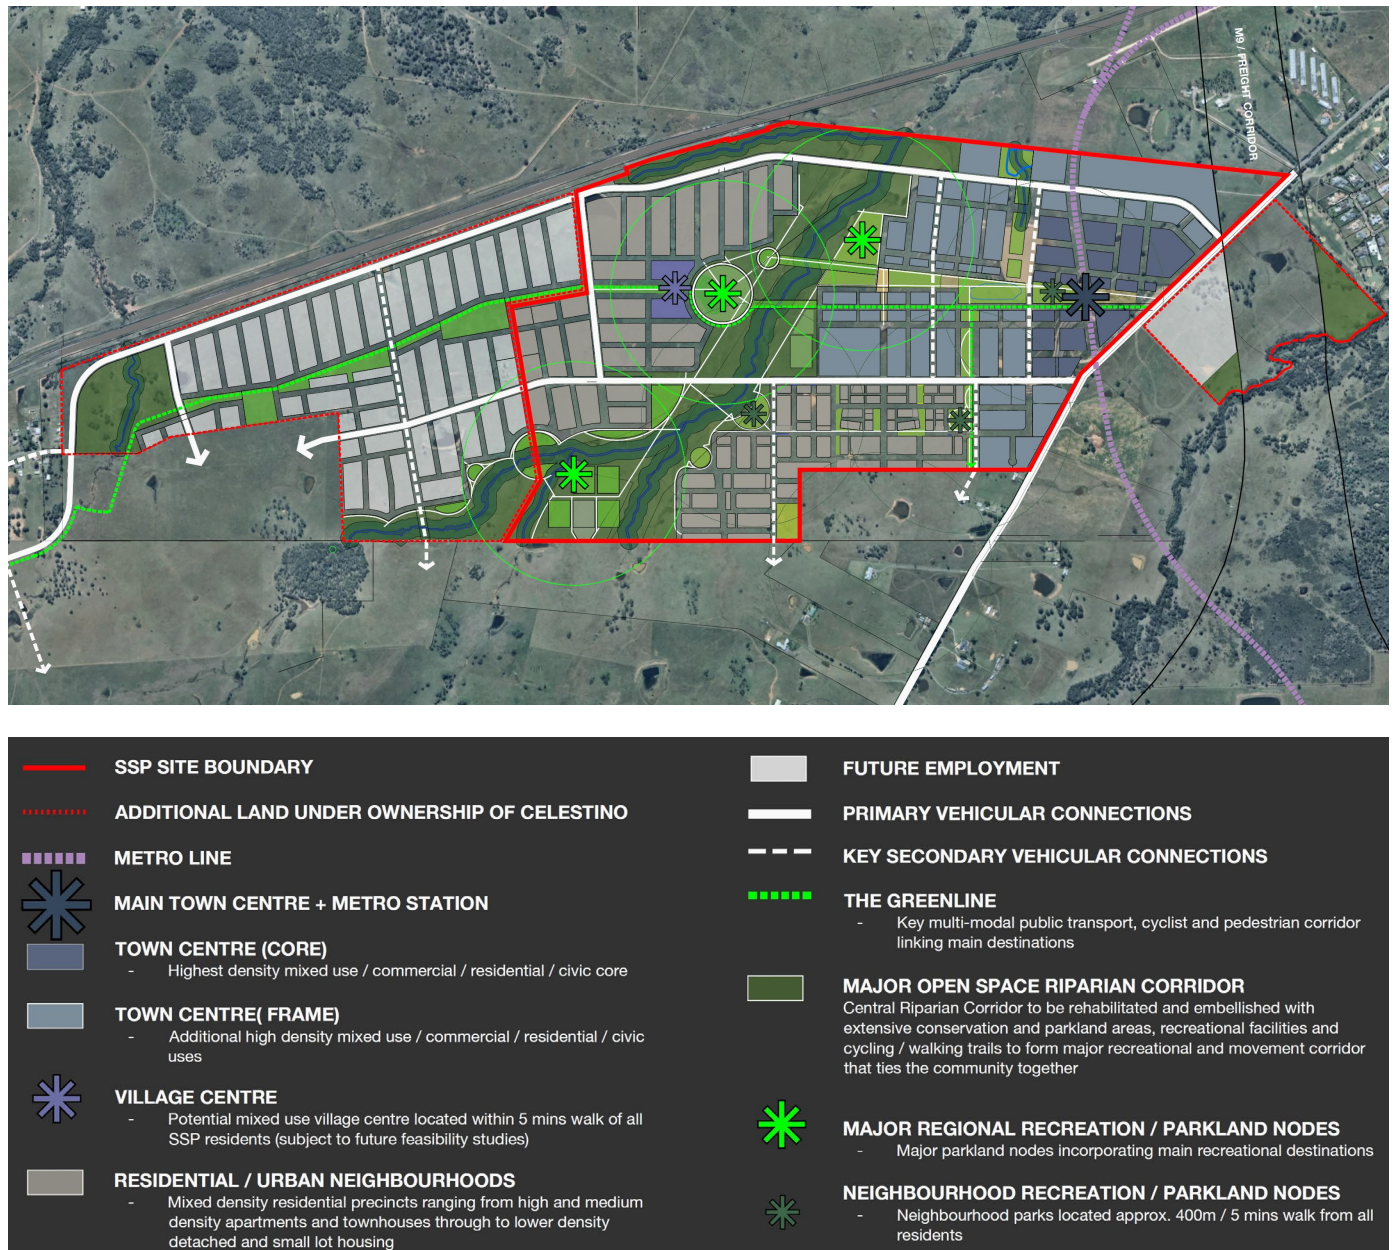 M9 / FREIGHT CORRIDOR
SSP SITE BOUNDARY
ADDITIONAL LAND UNDER OWNERSHIP OF CELESTINO
METRO LINE
MAIN TOWN CENTRE + METRO STATION
TOWN CENTRE (CORE)
- Highest density mixed use / commercial / residential / civic core
TOWN CENTRE( FRAME)
- Additional high density mixed use / commercial / residential / civic
uses
VILLAGE CENTRE
- Potential mixed use village centre located within 5 mins walk of all
SSP residents (subject to future feasibility studies)
RESIDENTIAL / URBAN NEIGHBOURHOODS
- Mixed density residential precincts ranging from high and medium
density apartments and townhouses through to lower density
detached and small lot housing
FUTURE EMPLOYMENT
PRIMARY VEHICULAR CONNECTIONS
KEY SECONDARY VEHICULAR CONNECTIONS
THE GREENLINE
- Key multi-modal public transport, cyclist and pedestrian corridor
linking main destinations
MAJOR OPEN SPACE RIPARIAN CORRIDOR
Central Riparian Corridor to be rehabilitated and embellished with
extensive conservation and parkland areas, recreational facilities and
cycling / walking trails to form major recreational and movement corridor
that ties the community together
MAJOR REGIONAL RECREATION / PARKLAND NODES
- Major parkland nodes incorporating main recreational destinations
NEIGHBOURHOOD RECREATION / PARKLAND NODES
- Neighbourhood parks located approx. 400m / 5 mins walk from all
residents